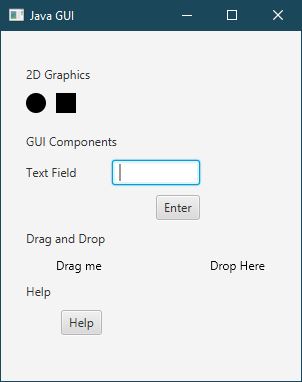 Java GUI
2D Graphics
GUI Components
Text Field
Enter
Drag and Drop
Drag me Drop Here
Help
Help